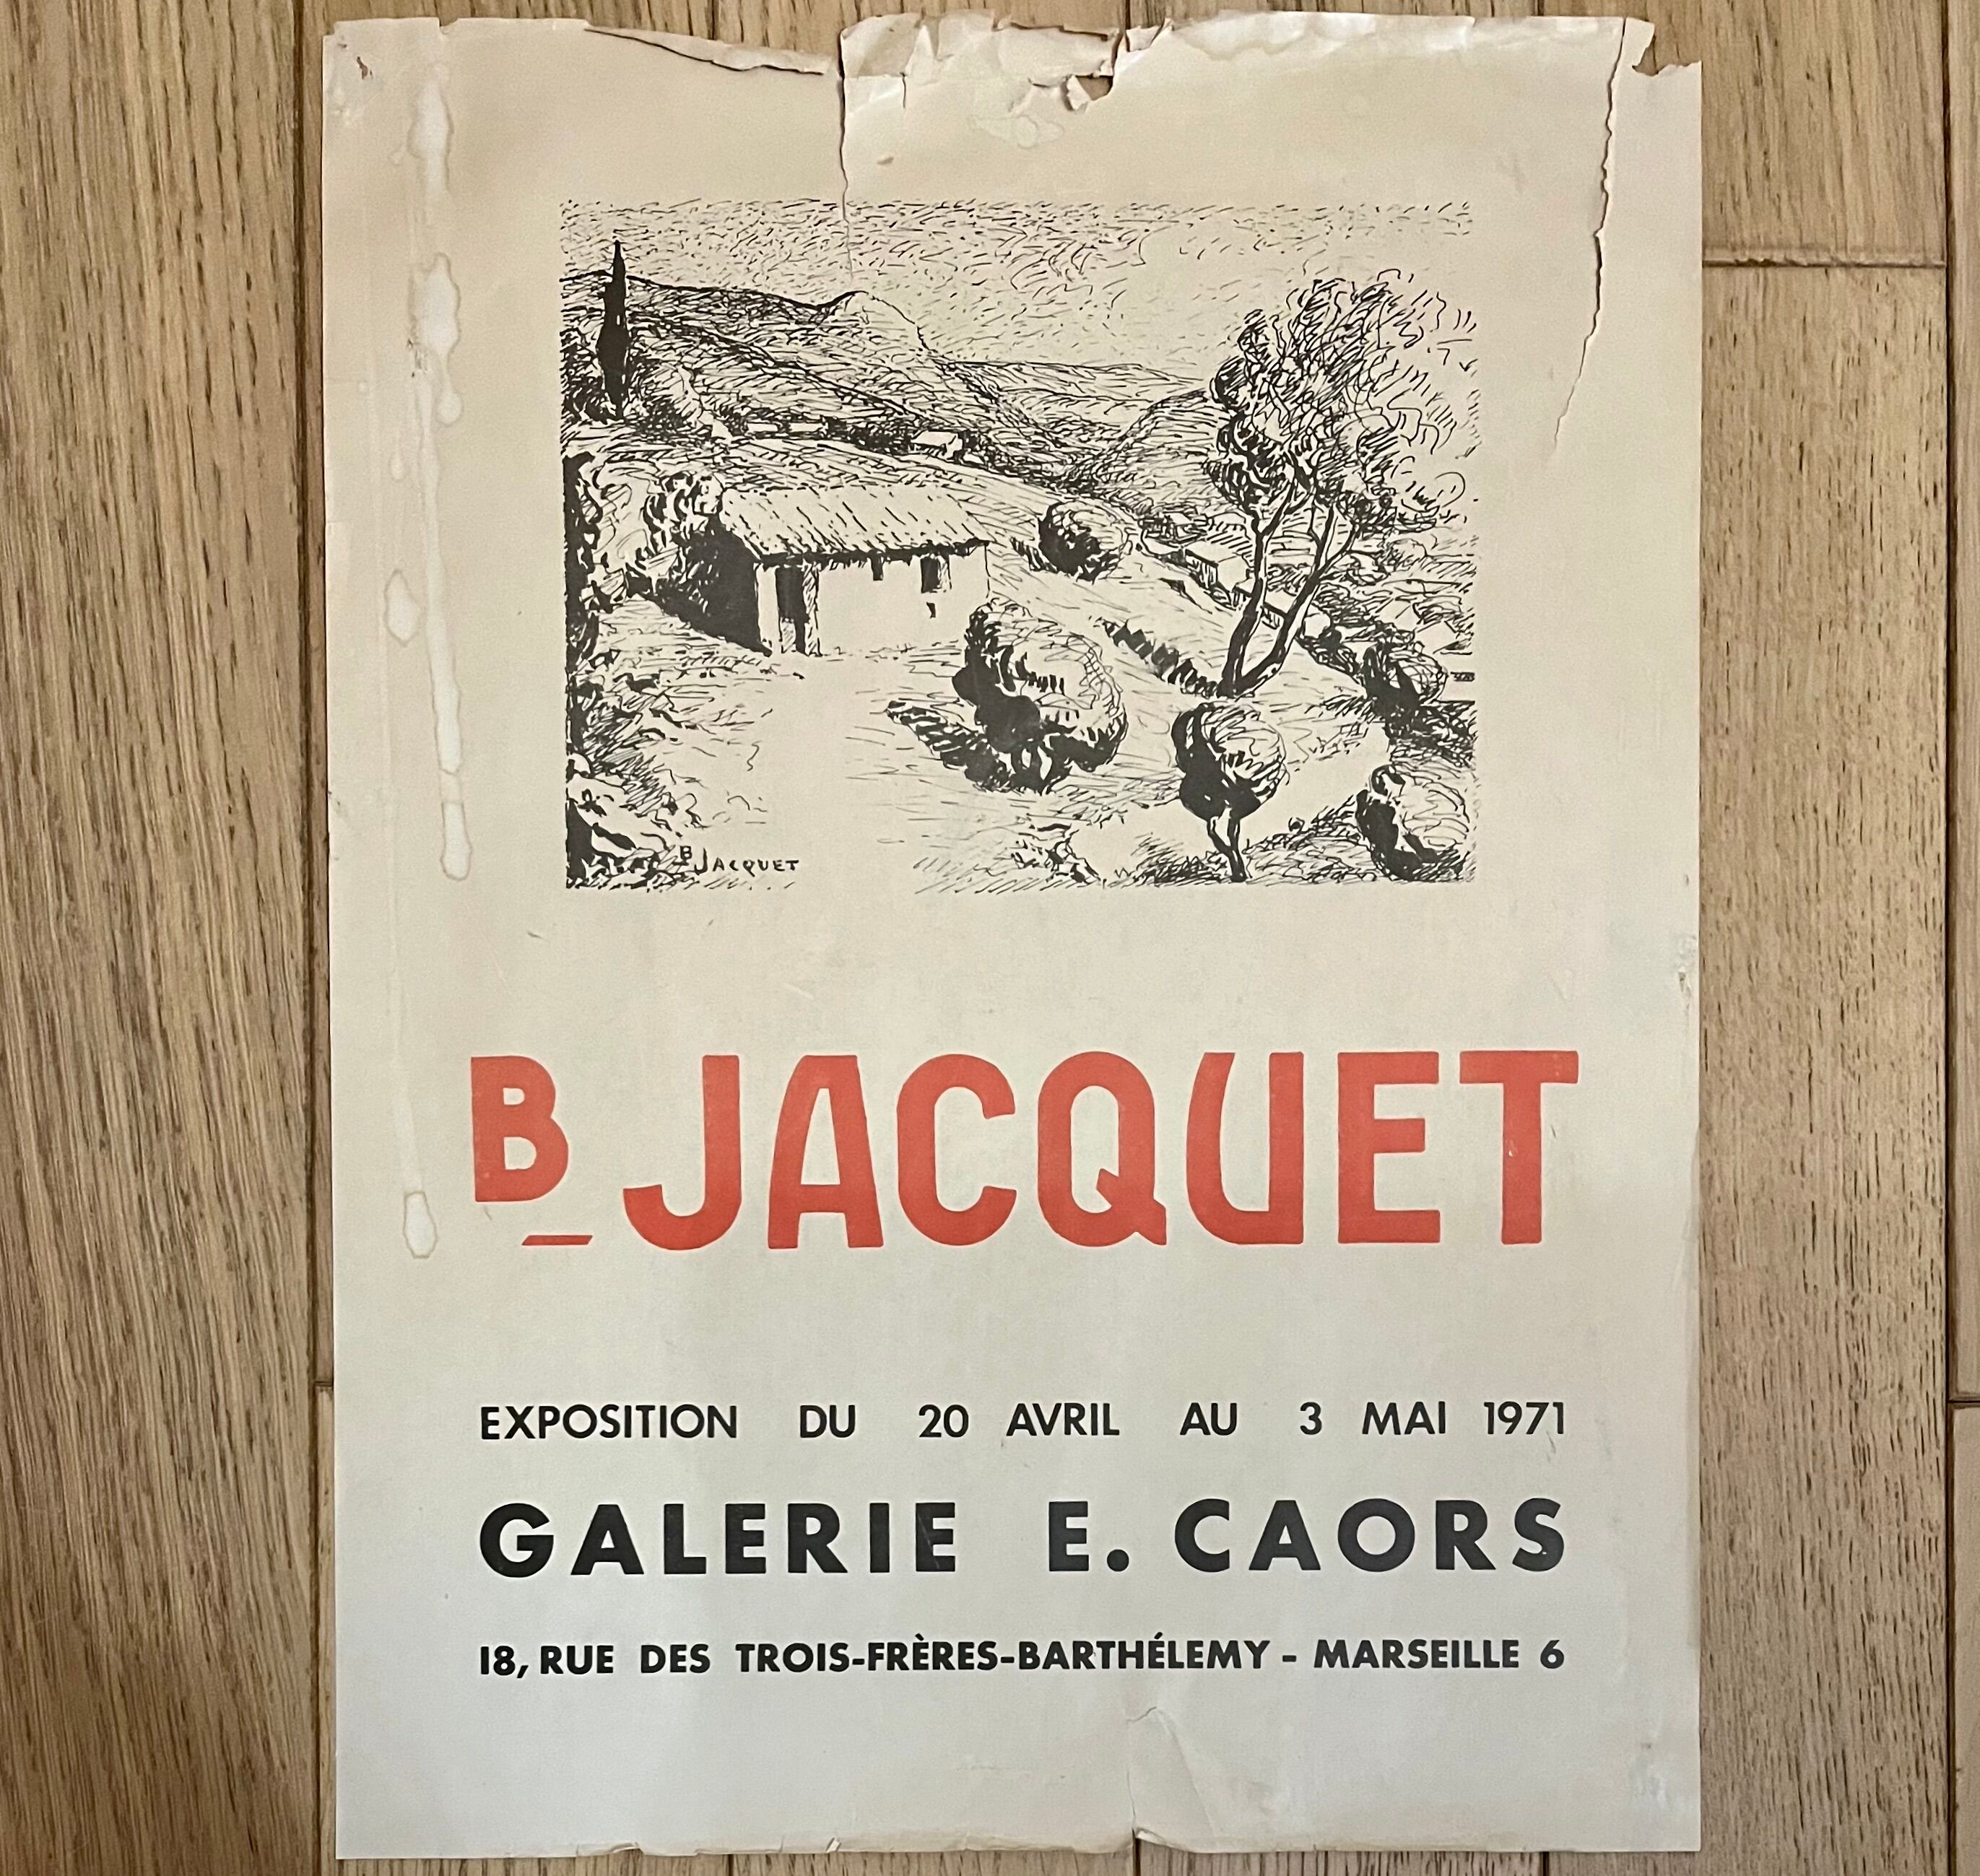 B JACQUET
B_JACQUET
EXPOSITION DU 20 AVRIL AU 3 MAI 1971
GALERIE E. CAORS
18, RUE DES TROIS-FRÈRES-BARTHÉLEMY - MARSEILLE 6